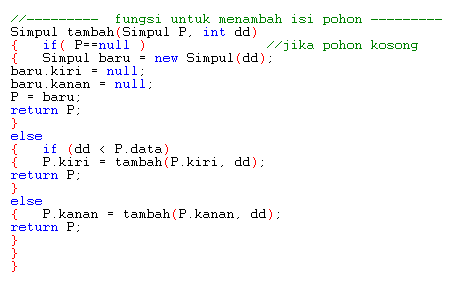 //---------  fungsi untuk menambah isi pohon ---------
Simpul tambah(Simpul P, int dd)
{   if( P==null )               //jika pohon kosong
{   Simpul baru = new Simpul(dd);
baru.kiri = null;
baru.kanan = null;
P = baru;
return P;
}
else
{   if (dd < P.data)
{   P.kiri = tambah(P.kiri, dd);
return P;
}
else
{   P.kanan = tambah(P.kanan, dd);
return P;
}
}
}